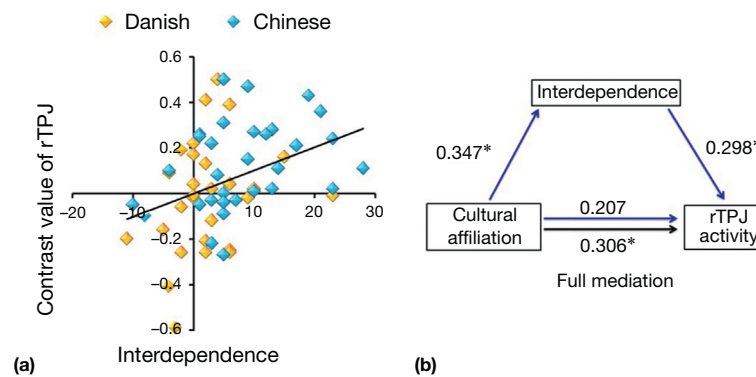 Danish Chinese
Contrast value of rTPJ
0.6
0.4
0.2
−20 −10 10 20 30
−0.2
−0.4
−0.6
Interdependence
(a)
Interdependence
0.347* 0.298*
Cultural
affiliation
0.207
0.306*
rTPJ
activity
Full mediation
(b)